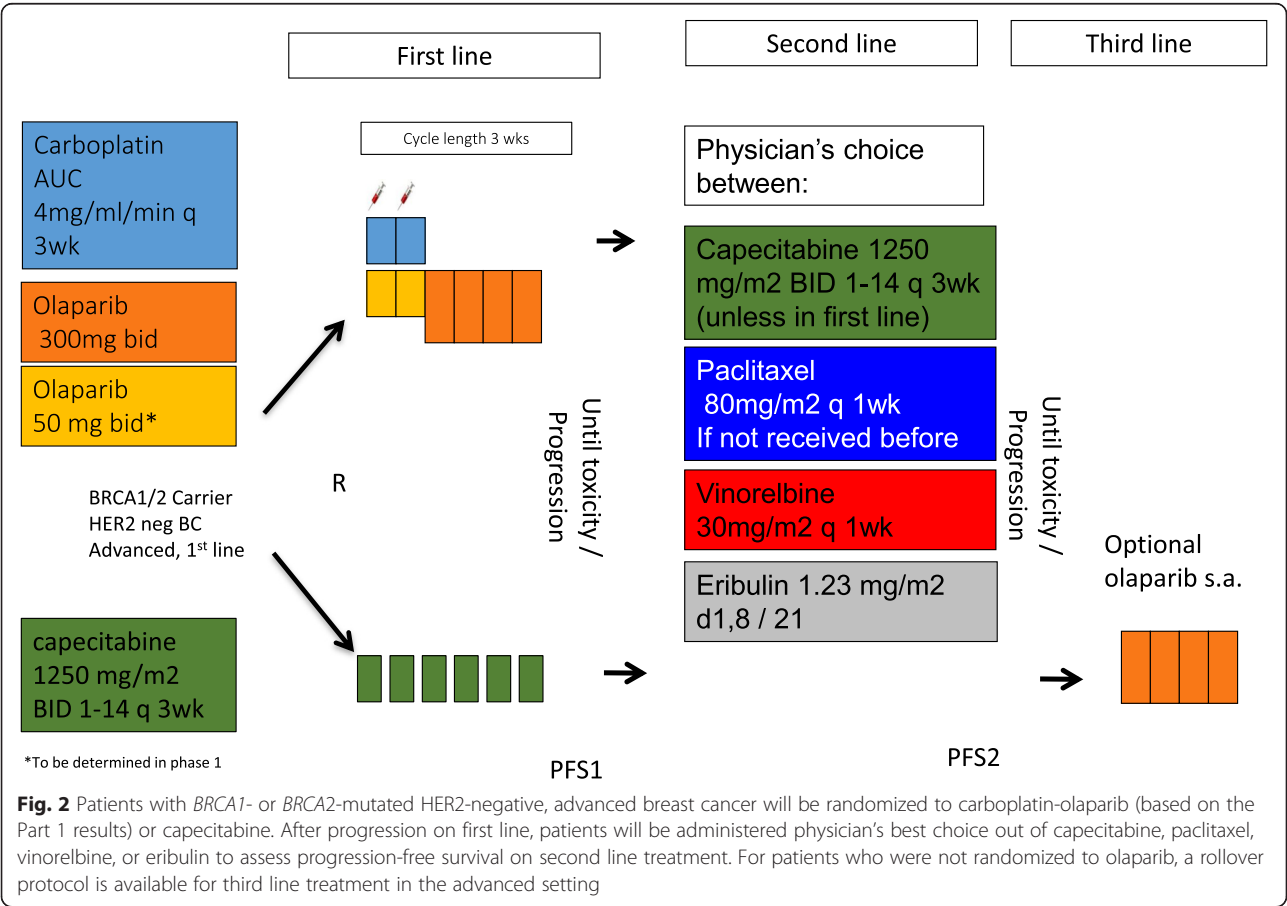 First line
Second line
Third line
Carboplatin
AUC
4mg/ml/min q
3wk
Olaparib
300mg bid
Olaparib
50 mg bid*
BRCA1/2 Carrier
HER2 neg BC
Advanced, 1st line
capecitabine
1250 mg/m2
BID 1-14 q 3wk
*To be determined in phase 1
Cycle length 3 wks
R
Until toxicity /
Progression
PFS1
Physician's choice
between:
Capecitabine 1250
mg/m2 BID 1-14 q 3wk
(unless in first line)
Paclitaxel
80mg/m2 q 1wk
If not received before
Vinorelbine
30mg/m2 q 1wk
Eribulin 1.23 mg/m2
d1,8 / 21
Until toxicity /
Progression
PFS2
Optional
olaparib s.a.
Fig. 2 Patients with BRCA1- or BRCA2-mutated HER2-negative, advanced breast cancer will be randomized to carboplatin-olaparib (based on the
Part 1 results) or capecitabine. After progression on first line, patients will be administered physician's best choice out of capecitabine, paclitaxel,
vinorelbine, or eribulin to assess progression-free survival on second line treatment. For patients who were not randomized to olaparib, a rollover
protocol is available for third line treatment in the advanced setting